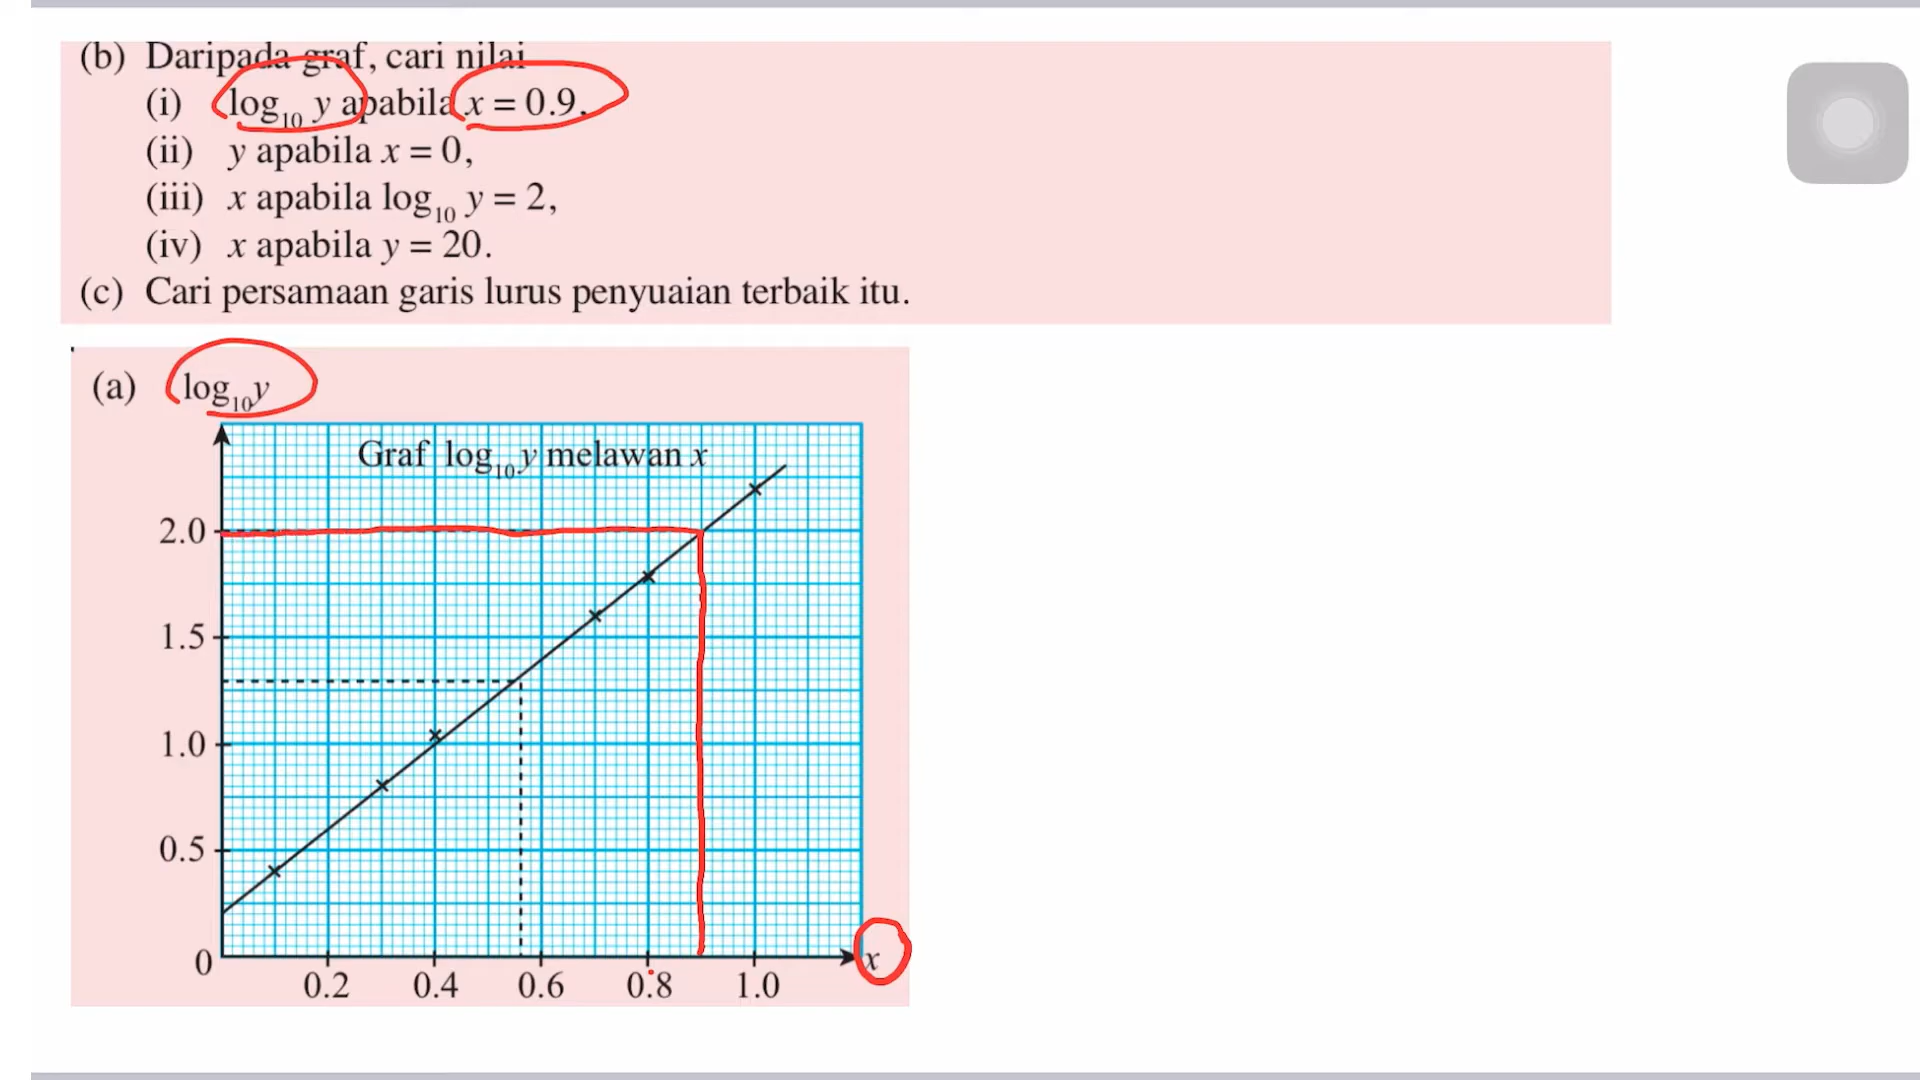 (b) Daripada graf, cari nilai
(i) log₁₀ y apabila x = 0.9.
(ii) y apabila x = 0,
(iii) x apabila log₁₀ y = 2,
(iv) x apabila y = 20.
(c) Cari persamaan garis lurus penyuaian terbaik itu.
(a) log₁₀y
Graf log₁₀y melawan x
2.0
1.5
1.0
0.5
0
x
0.2 0.4 0.6 0.8 1.0